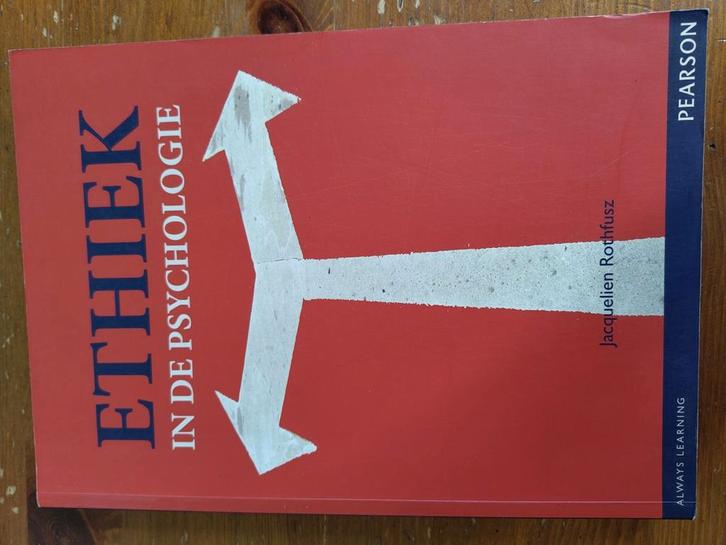 ETHIEK
IN DE PSYCHOLOGIE
Jacquelien Rothfusz
ALWAYS LEARNING
PEARSON